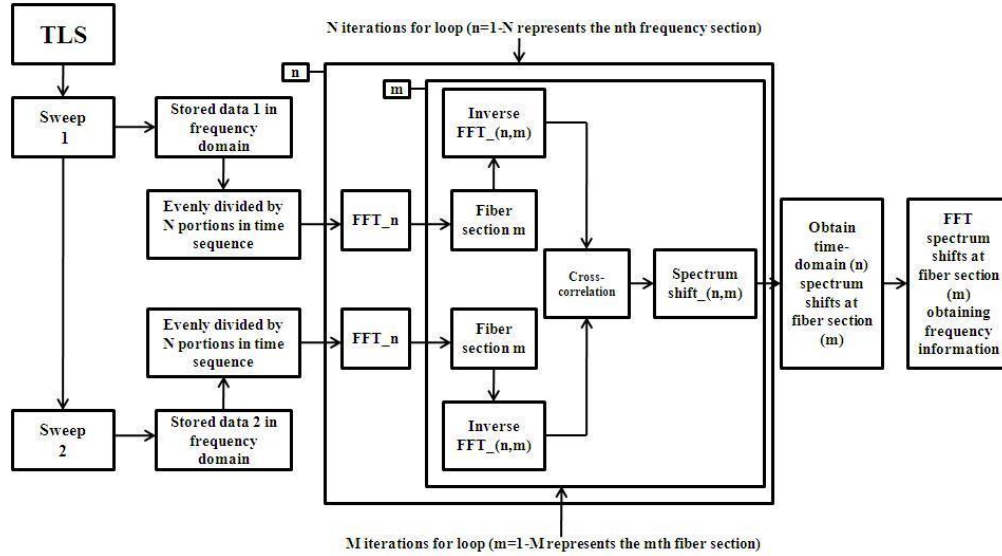 N iterations for loop (n=1-N represents the nth frequency section)
TLS
n
m
Sweep
1
Stored data 1 in
frequency
domain
Inverse
FFT_(n,m)
Evenly divided by
N portions in time
sequence
FFT_n
Fiber
section m
Cross-
correlation
Spectrum
shift_(n,m)
Obtain
time-
domain (n)
spectrum
shifts at
fiber section
(m)
FFT
spectrum
shifts at
fiber section
(m)
obtaining
frequency
information
Evenly divided by
N portions in time
sequence
FFT_n
Fiber
section m
Sweep
2
Stored data 2 in
frequency
domain
Inverse
FFT_(n,m)
M iterations for loop (m=1-M represents the mth fiber section)